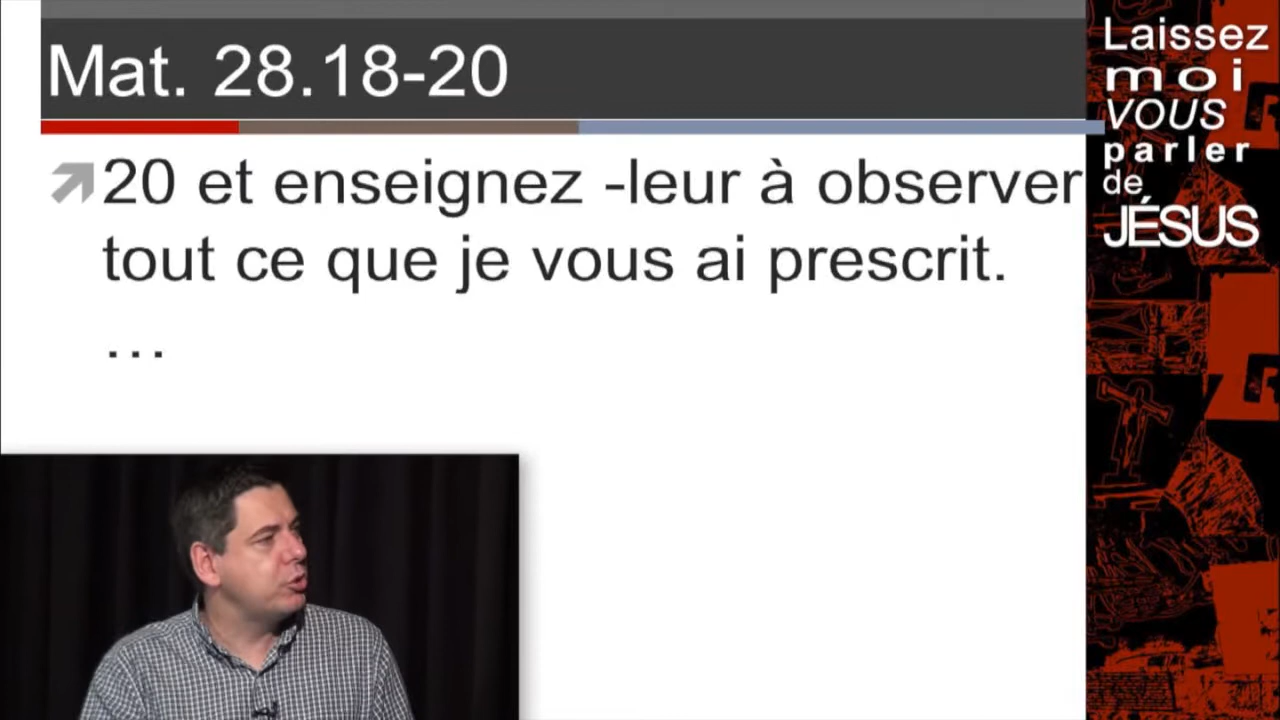 Mat. 28.18-20
20 et enseignez -leur à observer
tout ce que je vous ai prescrit.
…
Laissez
moi
VOUS
parler
de
JÉSUS